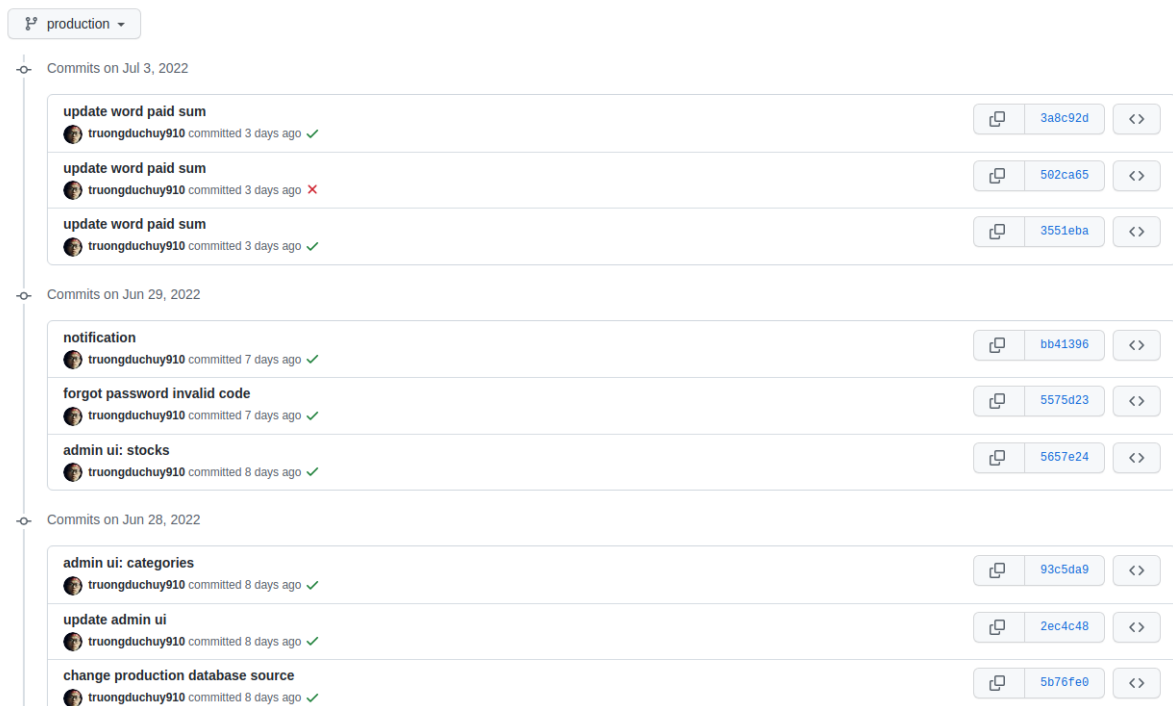 production
Commits on Jul 3, 2022
update word paid sum
truongduchuy910 committed 3 days ago
3a8c92d
update word paid sum
truongduchuy910 committed 3 days ago
502ca65
update word paid sum
truongduchuy910 committed 3 days ago
3551eba
Commits on Jun 29, 2022
notification
truongduchuy910 committed 7 days ago
bb41396
forgot password invalid code
truongduchuy910 committed 7 days ago
5575d23
admin ui: stocks
truongduchuy910 committed 8 days ago
5657e24
Commits on Jun 28, 2022
admin ui: categories
truongduchuy910 committed 8 days ago
93c5da9
update admin ui
truongduchuy910 committed 8 days ago
2ec4c48
change production database source
truongduchuy910 committed 8 days ago
5b76fe0